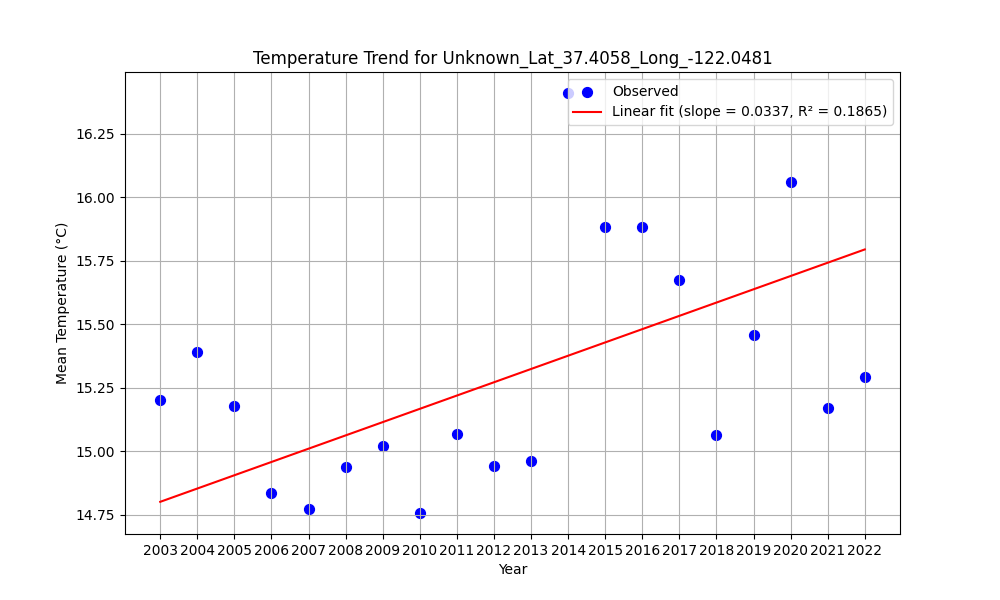 Temperature Trend for Unknown_Lat_37.4058_Long_-122.0481
Observed
Linear fit (slope = 0.0337, R² = 0.1865)
16.25
16.00
15.75
15.50
15.25
15.00
14.75
Mean Temperature (°C)
2003 2004 2005 2006 2007 2008 2009 2010 2011 2012 2013 2014 2015 2016 2017 2018 2019 2020 2021 2022
Year